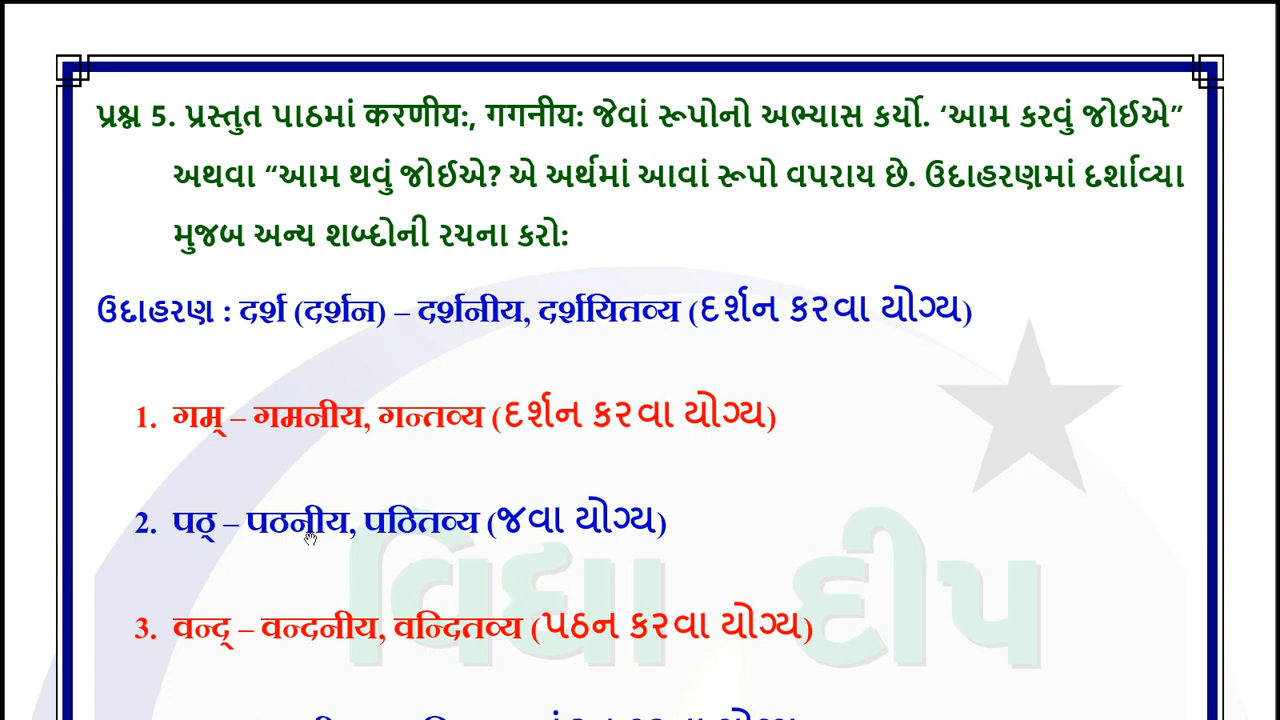 પ્રશ્ન 5. પ્રસ્તુત પાઠમાં करणीयः, गगनीयः જેવાં રૂપોનો અભ્યાસ કર્યો. ‘આમ કરવું જોઈએ”
અથવા “આમ થવું જોઈએ? એ અર્થમાં આવાં રૂપો વપરાય છે. ઉદાહરણમાં દર્શાવ્યા
મુજબ અન્ય શબ્દોની રચના કરો:
ઉદાહરણ : दर्श (दर्शन) – दर्शनीय, दर्शयितव्य (દર્શન કરવા યોગ્ય)
1. गम् – गमनीय, गन्तव्य (દર્શન કરવા યોગ્ય)
2. पठ् – पठनीय, पठितव्य (જવા યોગ્ય)
વિદ્યા દીપ
3. वन्द् – वन्दनीय, वन्दितव्य (પઠન કરવા યોગ્ય)